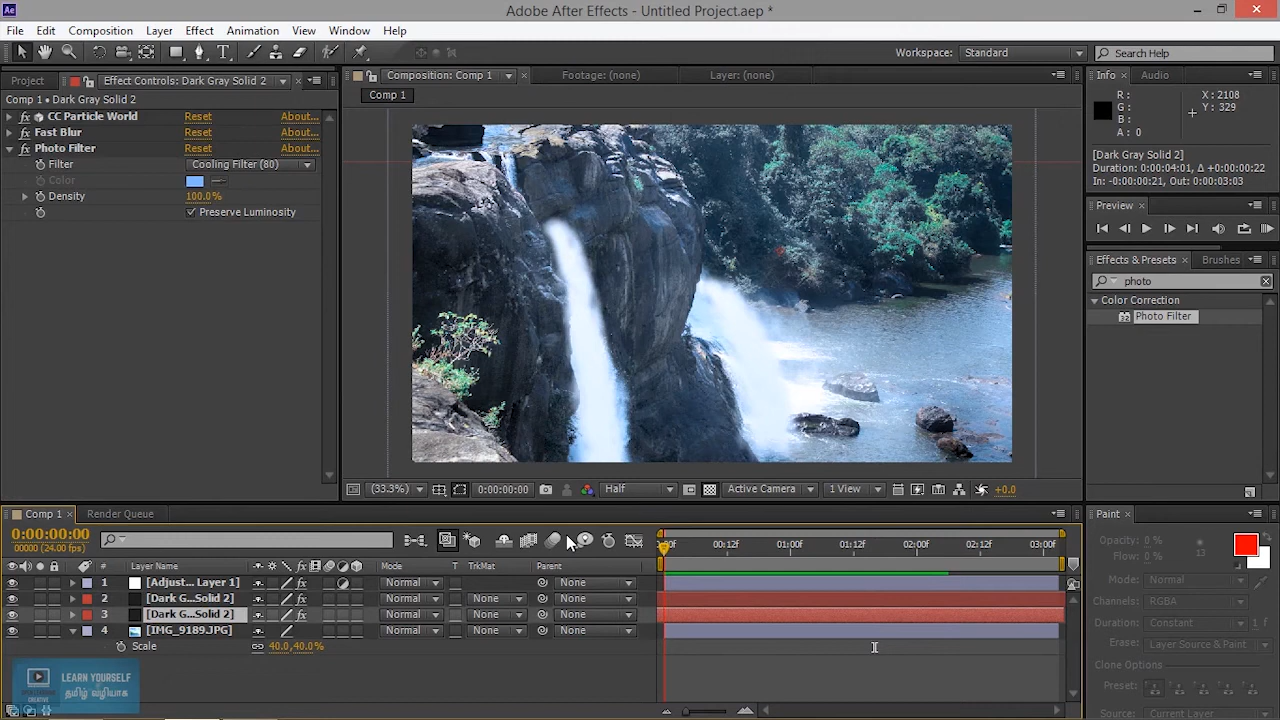 Adobe After Effects - Untitled Project.aep *
File Edit Composition Layer Effect Animation View Window Help
Workspace: Standard Search Help
Project Effect Controls: Dark Gray Solid 2
Composition: Comp 1 Footage: (none) Layer: (none)
Info Audio
Comp 1 • Dark Gray Solid 2
Comp 1
CC Particle World Reset About...
Fast Blur Reset About...
Photo Filter Reset About...
Filter Cooling Filter (80)
Color
Density 100.0%
Preserve Luminosity
R: X: 2108
G: Y: 329
B:
A: 0
[Dark Gray Solid 2]
Duration: 0:00:04:01, Δ +0:00:00:22
In: -0:00:00:21, Out: 0:00:03:03
Preview
Effects & Presets Brushes
photo
Color Correction
32 Photo Filter
(33.3%) 0:00:00:00 Half Active Camera 1 View +0.0
Comp 1 Render Queue
0:00:00:00
00000 (24.00 fps)
# Layer Name Mode T TrkMat Parent
00f 00:12f 01:00f 01:12f 02:00f 02:12f 03:00f
1 [Adjust... Layer 1] Normal None
2 [Dark G...Solid 2] Normal None None
3 [Dark G...Solid 2] Normal None None
4 [IMG_9189.JPG] Normal None None
Scale 40.0,40.0%
LEARN YOURSELF
தமிழ் வழியாக
CREATIVE
Paint
Opacity: 0 %
Flow: 0 % 13
Mode: Normal
Channels: RGBA
Duration: Constant 1 f
Erase: Layer Source & Paint
Clone Options
Preset:
Source: Current Layer